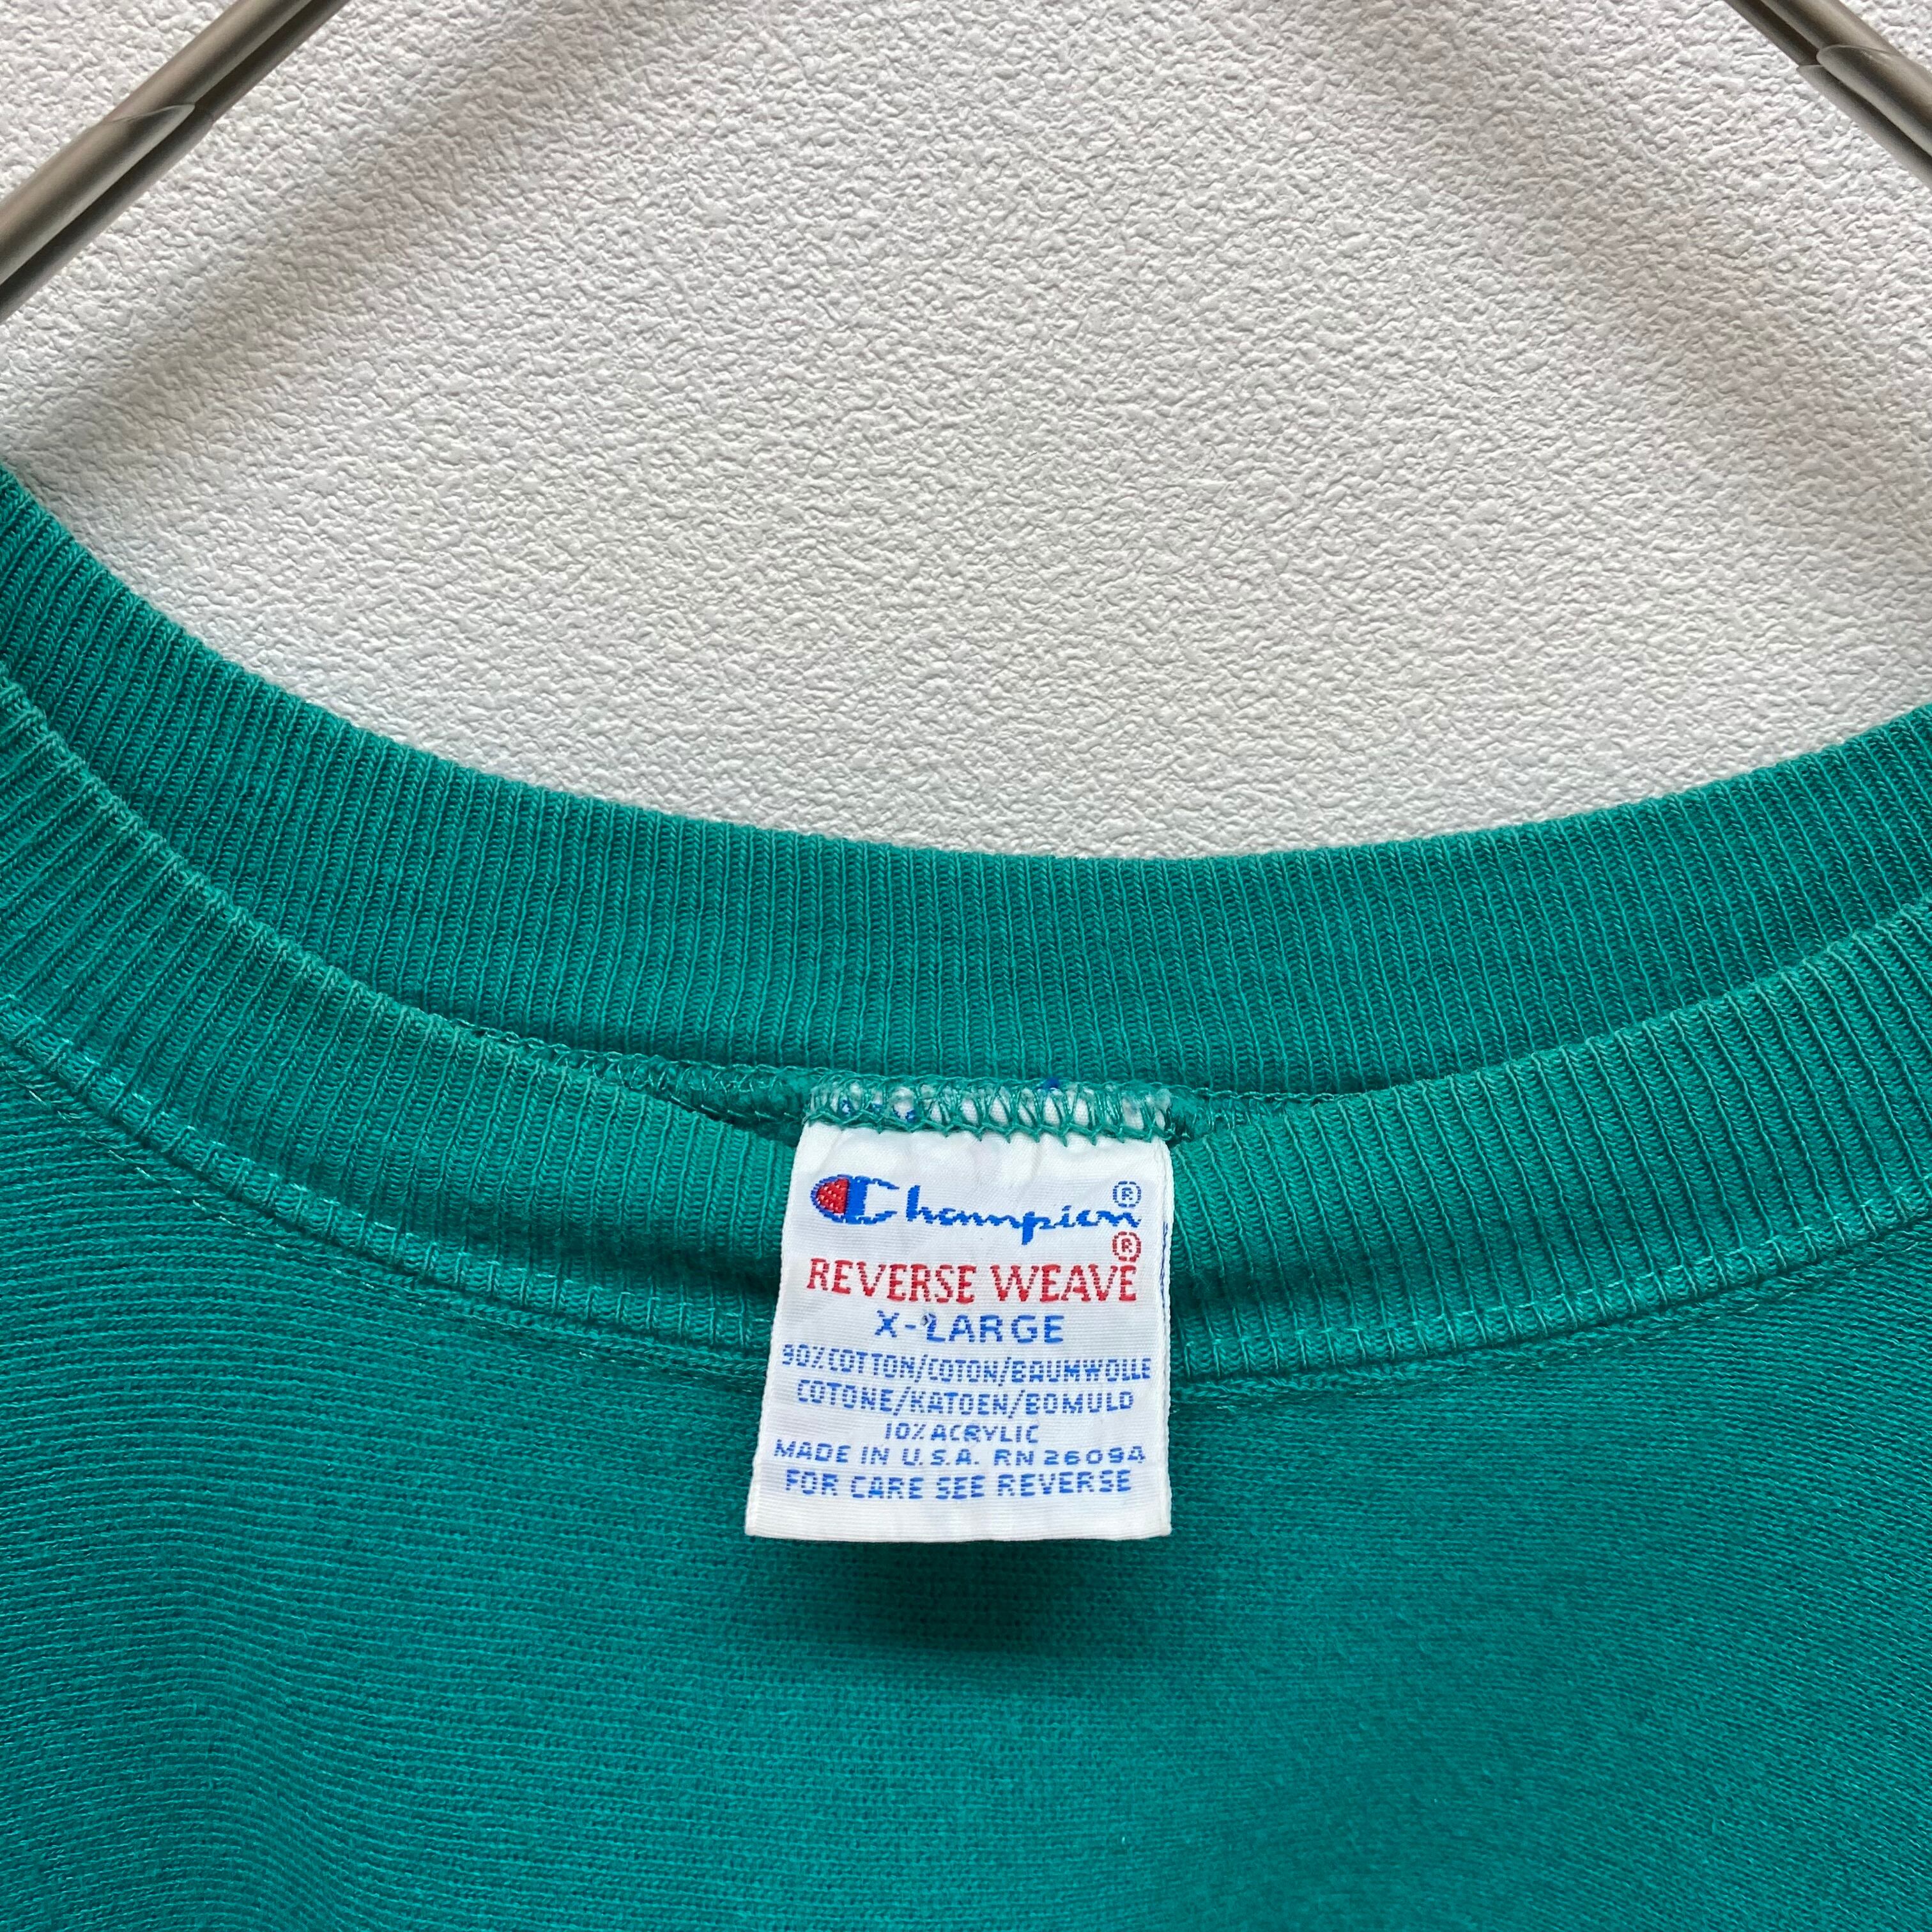 Champion®
REVERSE WEAVE®
X-LARGE
90% COTTON/COTON/BAUMWOLLE
COTONE/KATOEN/BOMULD
10% ACRYLIC
MADE IN U.S.A. RN 26094
FOR CARE SEE REVERSE